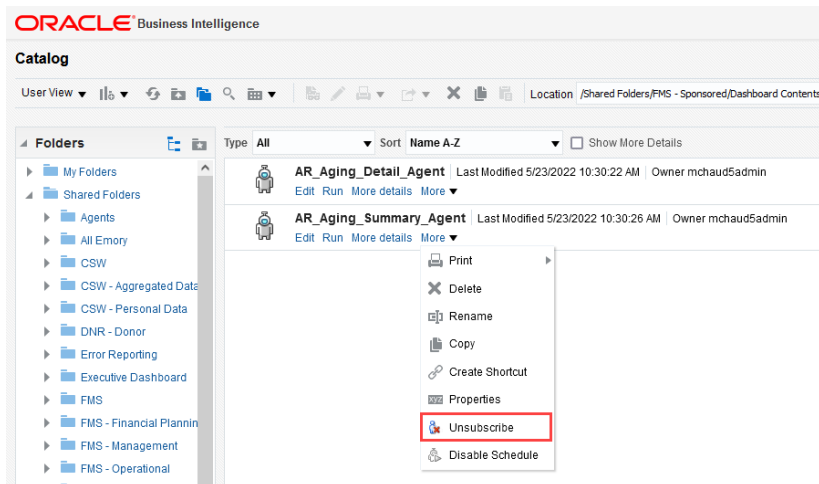 ORACLE Business Intelligence
Catalog
User View Location /Shared Folders/FMS - Sponsored/Dashboard Contents
Folders
My Folders
Shared Folders
Agents
All Emory
CSW
CSW - Aggregated Data
CSW - Personal Data
DNR - Donor
Error Reporting
Executive Dashboard
FMS
FMS - Financial Plannin
FMS - Management
FMS - Operational
Type All Sort Name A-Z Show More Details
AR_Aging_Detail_Agent Last Modified 5/23/2022 10:30:22 AM Owner mchaud5admin
Edit Run More details More
AR_Aging_Summary_Agent Last Modified 5/23/2022 10:30:26 AM Owner mchaud5admin
Edit Run More details More
Print
Delete
Rename
Copy
Create Shortcut
xyz Properties
Unsubscribe
Disable Schedule